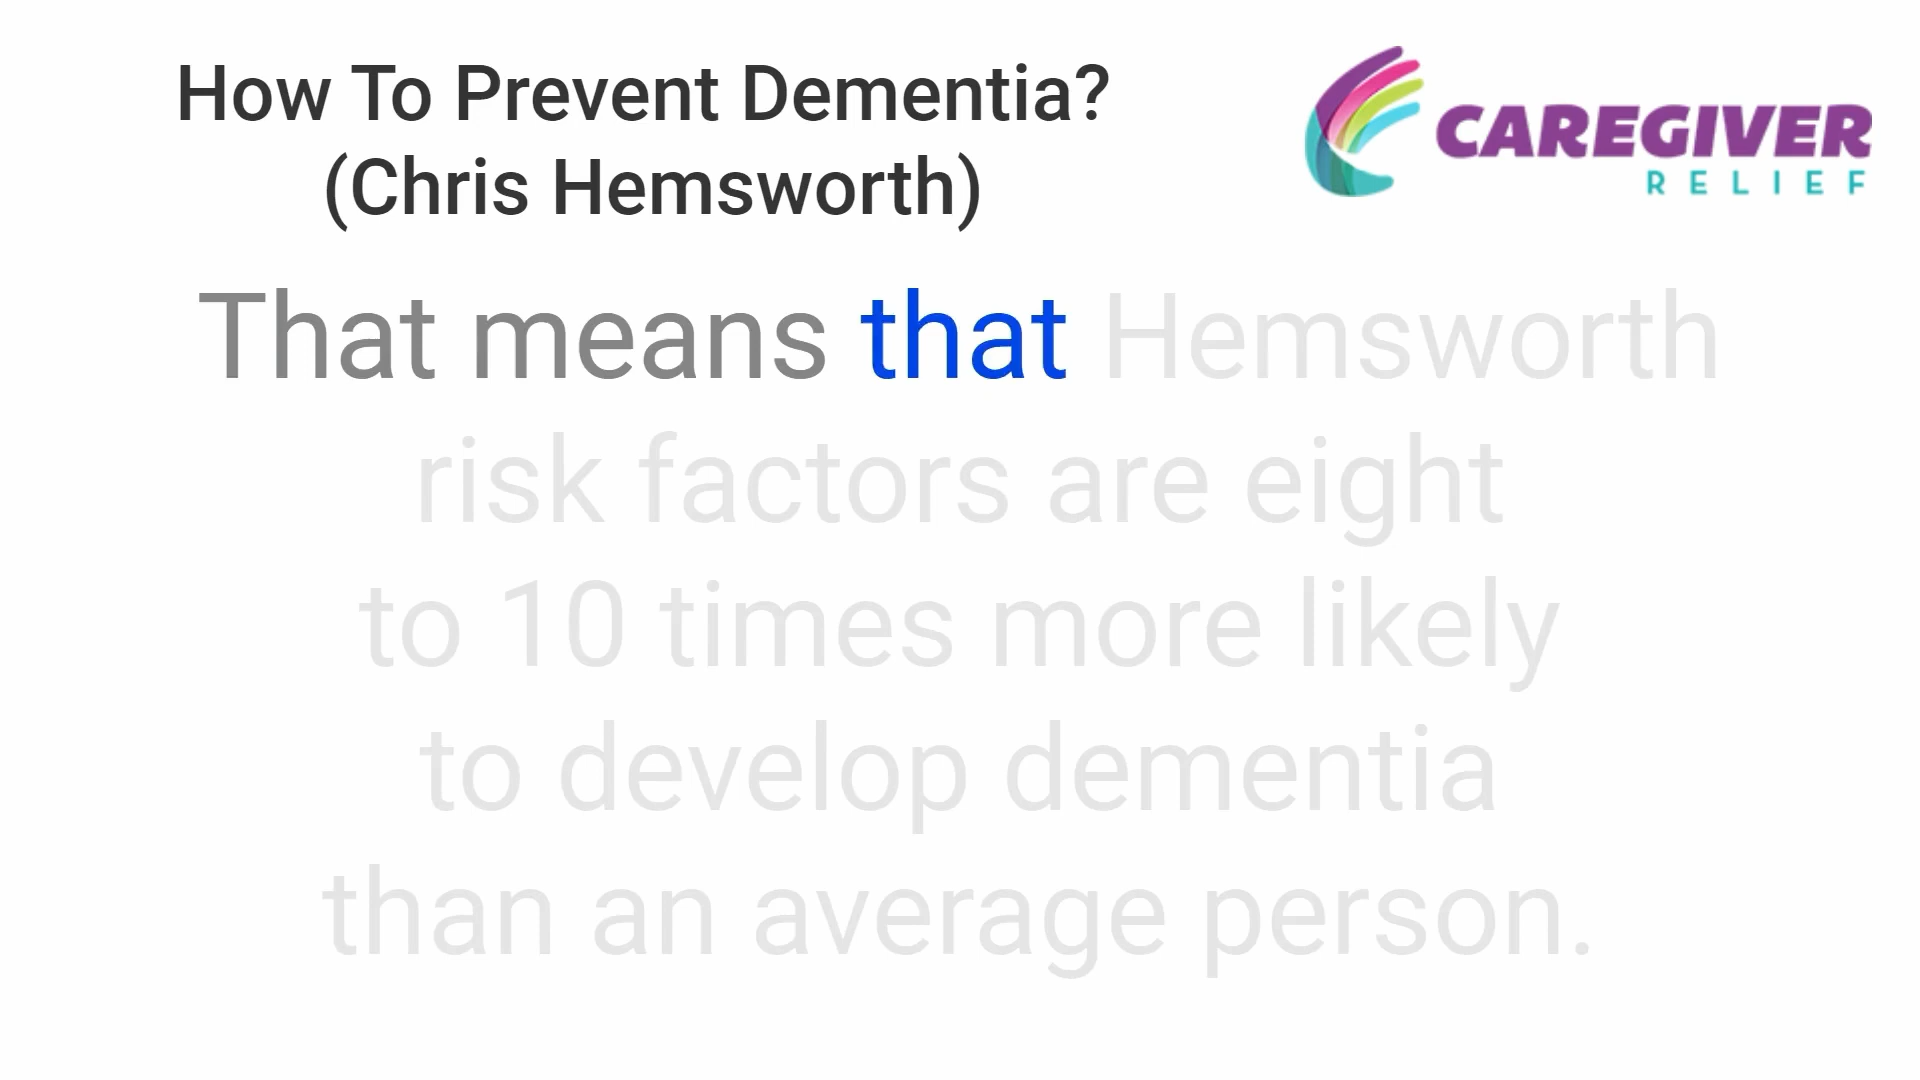 How To Prevent Dementia?
(Chris Hemsworth)
CAREGIVER
RELIEF
That means that Hemsworth
risk factors are eight
to 10 times more likely
to develop dementia
than an average person.